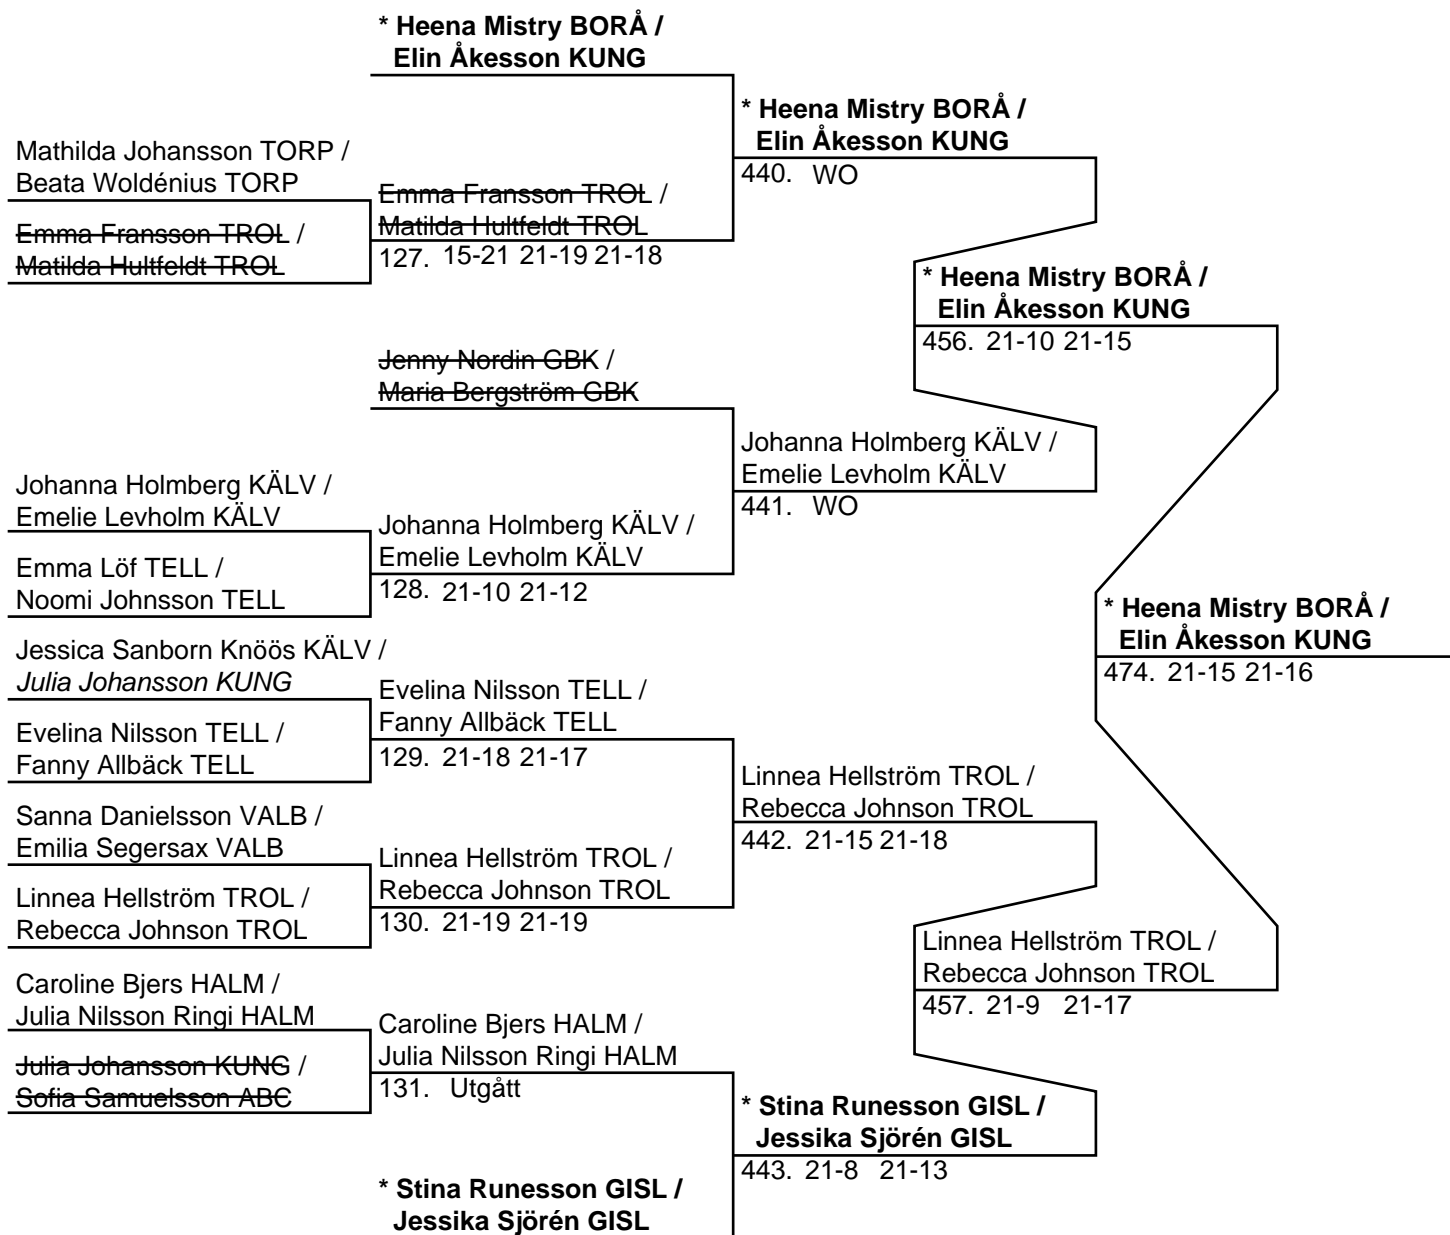 * Heena Mistry BORÅ /
Elin Åkesson KUNG
* Heena Mistry BORÅ /
Elin Åkesson KUNG
440. WO
Mathilda Johansson TORP /
Beata Woldénius TORP
Emma Fransson TROL /
Matilda Hultfeldt TROL
Emma Fransson TROL /
Matilda Hultfeldt TROL
127. 15-21 21-19 21-18
* Heena Mistry BORÅ /
Elin Åkesson KUNG
456. 21-10 21-15
Jenny Nordin GBK /
Maria Bergström GBK
Johanna Holmberg KÄLV /
Emelie Levholm KÄLV
441. WO
Johanna Holmberg KÄLV /
Emelie Levholm KÄLV
Johanna Holmberg KÄLV /
Emelie Levholm KÄLV
128. 21-10 21-12
Emma Löf TELL /
Noomi Johnsson TELL
* Heena Mistry BORÅ /
Elin Åkesson KUNG
474. 21-15 21-16
Jessica Sanborn Knöös KÄLV /
Julia Johansson KUNG
Evelina Nilsson TELL /
Fanny Allbäck TELL
129. 21-18 21-17
Evelina Nilsson TELL /
Fanny Allbäck TELL
Linnea Hellström TROL /
Rebecca Johnson TROL
442. 21-15 21-18
Sanna Danielsson VALB /
Emilia Segersax VALB
Linnea Hellström TROL /
Rebecca Johnson TROL
130. 21-19 21-19
Linnea Hellström TROL /
Rebecca Johnson TROL
Linnea Hellström TROL /
Rebecca Johnson TROL
457. 21-9 21-17
Caroline Bjers HALM /
Julia Nilsson Ringi HALM
Caroline Bjers HALM /
Julia Nilsson Ringi HALM
131. Utgått
Julia Johansson KUNG /
Sofia Samuelsson ABC
* Stina Runesson GISL /
Jessika Sjörén GISL
443. 21-8 21-13
* Stina Runesson GISL /
Jessika Sjörén GISL